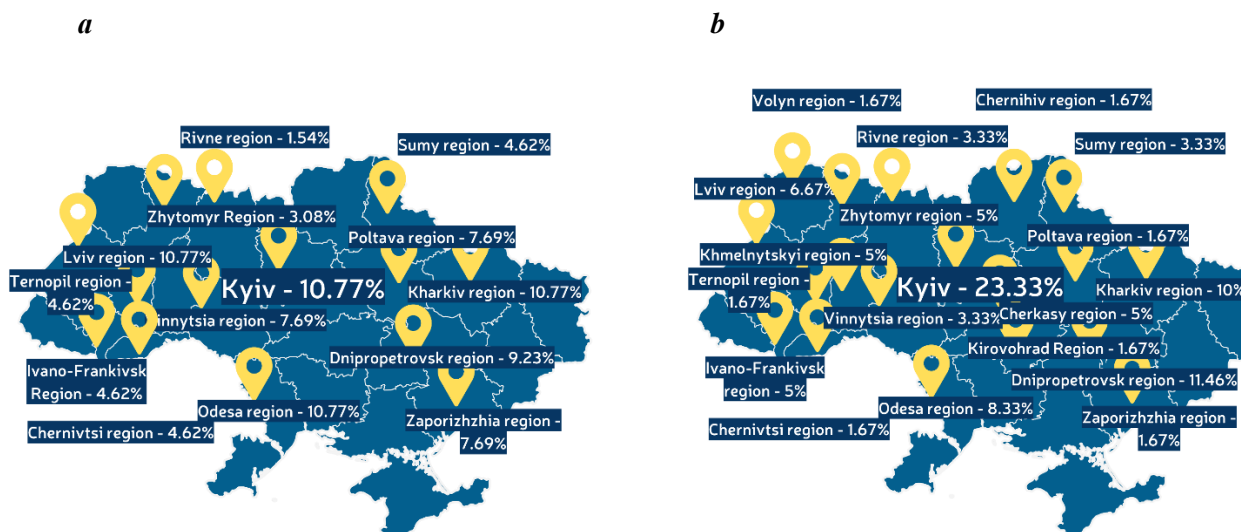 a
Rivne region - 1.54%
Sumy region - 4.62%
Zhytomyr Region - 3.08%
Poltava region - 7.69%
Lviv region - 10.77%
Ternopil region -
4.62%
Kyiv - 10.77%
Kharkiv region - 10.77%
innytsia region - 7.69%
Dnipropetrovsk region - 9.23%
Ivano-Frankivsk
Region - 4.62%
Odesa region - 10.77%
Zaporizhzhia region -
7.69%
Chernivtsi region - 4.62%
b
Volyn region - 1.67%
Chernihiv region - 1.67%
Rivne region - 3.33%
Sumy region - 3.33%
Lviv region - 6.67%
Zhytomyr region - 5%
Poltava region - 1.67%
Khmelnytskyi region - 5%
Ternopil region -
1.67%
Kyiv - 23.33%
Kharkiv region - 10%
Vinnytsia region - 3.33%
Cherkasy region - 5%
Kirovohrad Region - 1.67%
Ivano-Frankivsk
region - 5%
Dnipropetrovsk region - 11.46%
Odesa region - 8.33%
Zaporizhzhia region -
1.67%
Chernivtsi region - 1.67%